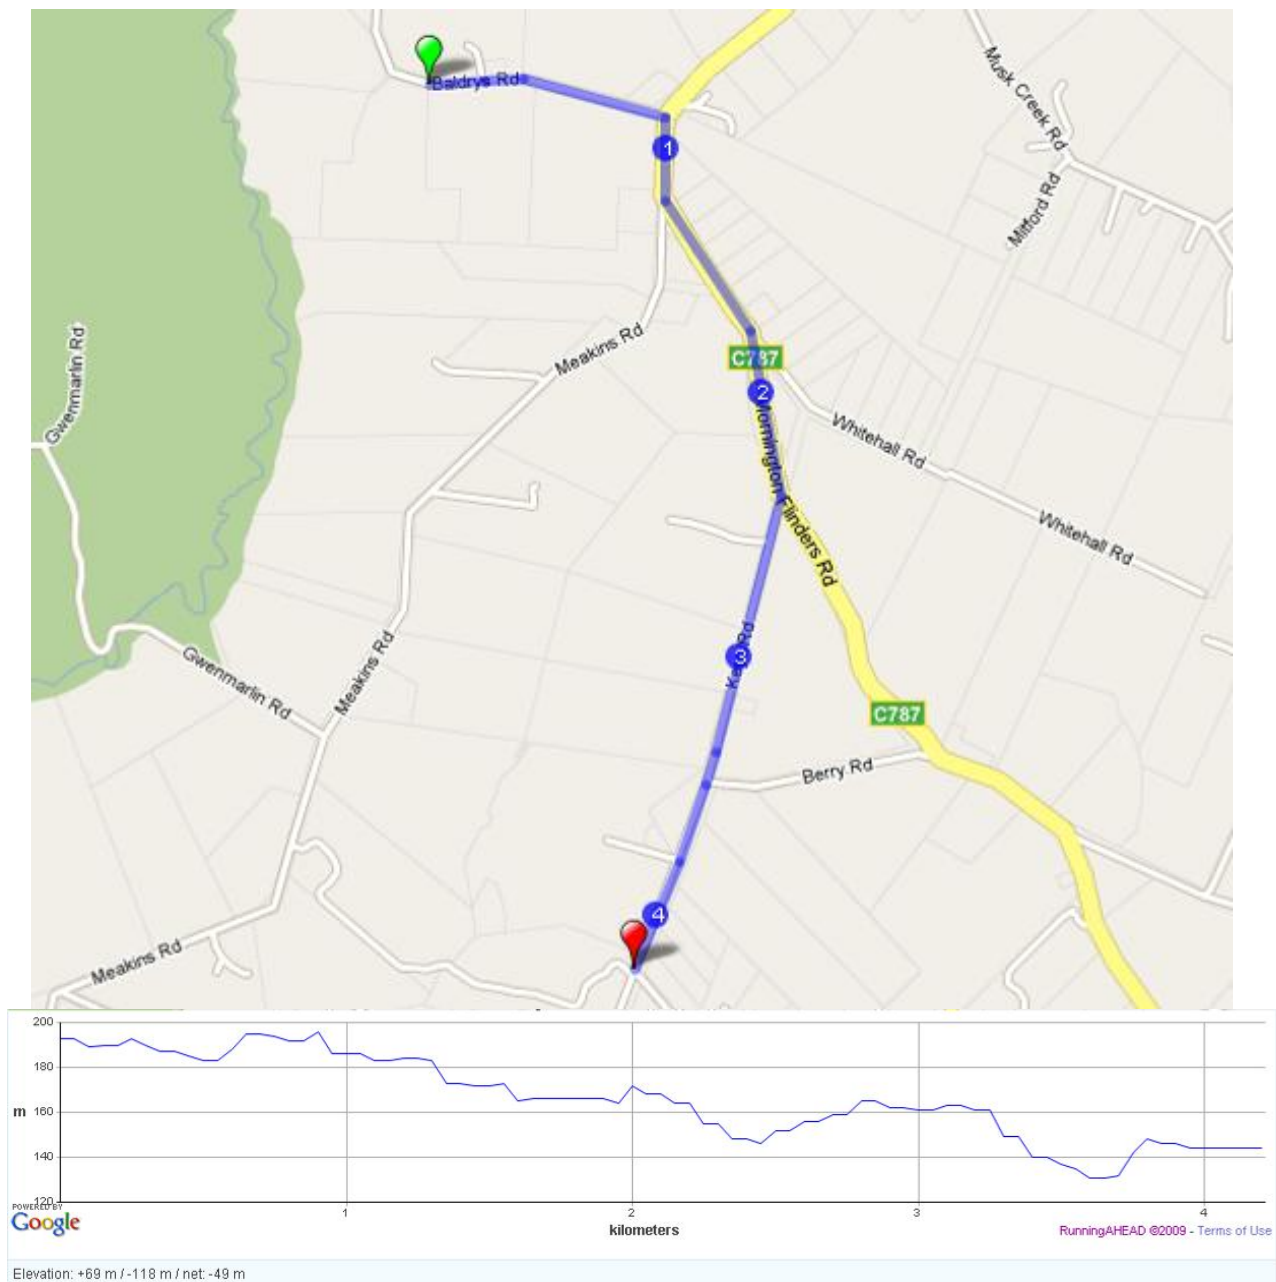 Baldrys Rd
Musk Creek Rd
1
Mitford Rd
Gwenmarlin Rd
Meakins Rd
C787
2
Whitehall Rd
Mornington Flinders Rd
Whitehall Rd
3
Rd
Gwenmarlin Rd
Meakins Rd
C787
Berry Rd
4
Meakins Rd
200
180
m 160
140
120
1 2 3 4
kilometers
POWERED BY
Google
RunningAHEAD ©2009 - Terms of Use
Elevation: +69 m / -118 m / net: -49 m